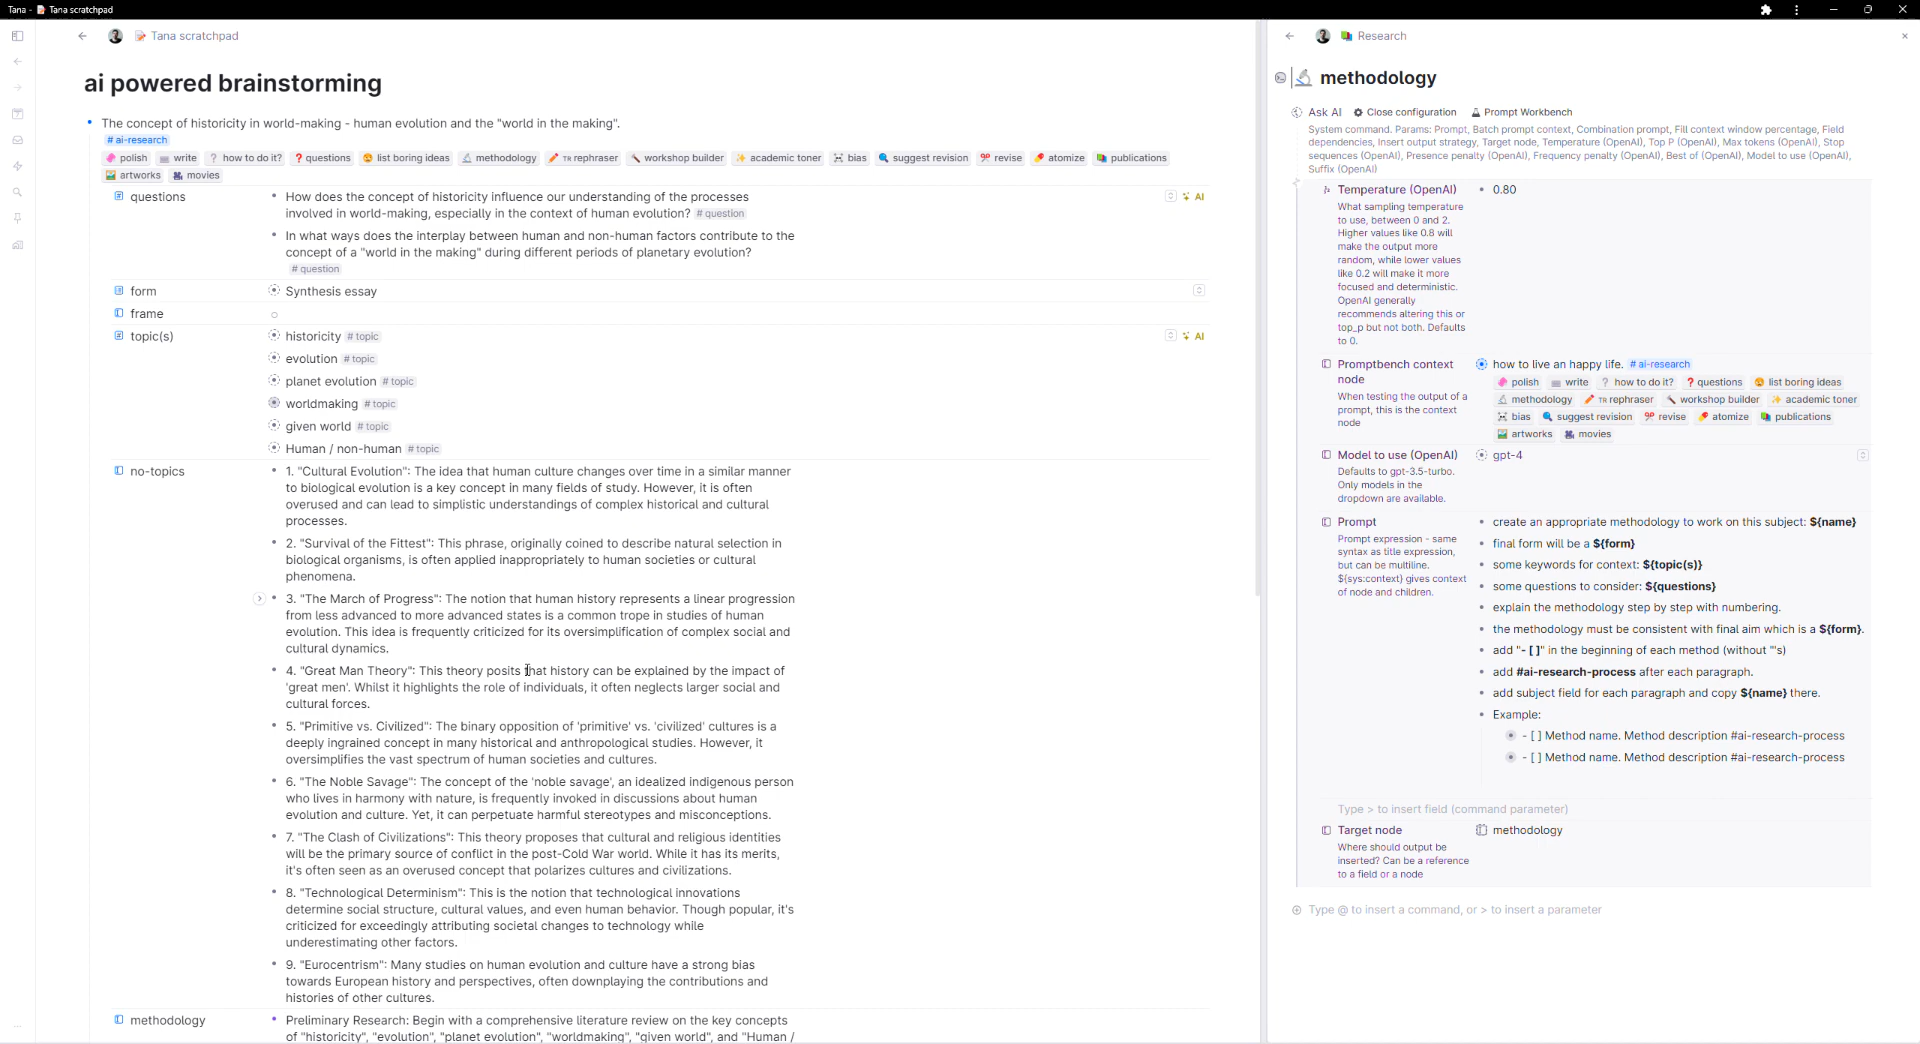 Tana - Tana scratchpad
Tana scratchpad
ai powered brainstorming
The concept of historicity in world-making - human evolution and the "world in the making".
# ai-research
polish write how to do it? questions list boring ideas methodology TR rephraser workshop builder academic toner bias suggest revision revise atomize publications
artworks movies
questions
How does the concept of historicity influence our understanding of the processes
involved in world-making, especially in the context of human evolution? # question
AI
In what ways does the interplay between human and non-human factors contribute to the
concept of a "world in the making" during different periods of planetary evolution?
# question
form
Synthesis essay
frame
topic(s)
historicity # topic
AI
evolution # topic
planet evolution # topic
worldmaking # topic
given world # topic
Human / non-human # topic
no-topics
1. "Cultural Evolution": The idea that human culture changes over time in a similar manner
to biological evolution is a key concept in many fields of study. However, it is often
overused and can lead to simplistic understandings of complex historical and cultural
processes.
2. "Survival of the Fittest": This phrase, originally coined to describe natural selection in
biological organisms, is often applied inappropriately to human societies or cultural
phenomena.
3. "The March of Progress": The notion that human history represents a linear progression
from less advanced to more advanced states is a common trope in studies of human
evolution. This idea is frequently criticized for its oversimplification of complex social and
cultural dynamics.
4. "Great Man Theory": This theory posits that history can be explained by the impact of
'great men'. Whilst it highlights the role of individuals, it often neglects larger social and
cultural forces.
5. "Primitive vs. Civilized": The binary opposition of 'primitive' vs. 'civilized' cultures is a
deeply ingrained concept in many historical and anthropological studies. However, it
oversimplifies the vast spectrum of human societies and cultures.
6. "The Noble Savage": The concept of the 'noble savage', an idealized indigenous person
who lives in harmony with nature, is frequently invoked in discussions about human
evolution and culture. Yet, it can perpetuate harmful stereotypes and misconceptions.
7. "The Clash of Civilizations": This theory proposes that cultural and religious identities
will be the primary source of conflict in the post-Cold War world. While it has its merits,
it's often seen as an overused concept that polarizes cultures and civilizations.
8. "Technological Determinism": This is the notion that technological innovations
determine social structure, cultural values, and even human behavior. Though popular, it's
criticized for exceedingly attributing societal changes to technology while
underestimating other factors.
9. "Eurocentrism": Many studies on human evolution and culture have a strong bias
towards European history and perspectives, often downplaying the contributions and
histories of other cultures.
methodology
Preliminary Research: Begin with a comprehensive literature review on the key concepts
of "historicity", "evolution", "planet evolution", "worldmaking", "given world", and "Human /
Research
methodology
Ask AI Close configuration Prompt Workbench
System command. Params: Prompt, Batch prompt context, Combination prompt, Fill context window percentage, Field
dependencies, Insert output strategy, Target node, Temperature (OpenAI), Top P (OpenAI), Max tokens (OpenAI), Stop
sequences (OpenAI), Presence penalty (OpenAI), Frequency penalty (OpenAI), Best of (OpenAI), Model to use (OpenAI),
Suffix (OpenAI)
Temperature (OpenAI)
0.80
What sampling temperature
to use, between 0 and 2.
Higher values like 0.8 will
make the output more
random, while lower values
like 0.2 will make it more
focused and deterministic.
OpenAI generally
recommends altering this or
top_p but not both. Defaults
to 0.
Promptbench context
node
When testing the output of a
prompt, this is the context
node
how to live an happy life. # ai-research
polish write how to do it? questions list boring ideas
methodology TR rephraser workshop builder academic toner
bias suggest revision revise atomize publications
artworks movies
Model to use (OpenAI)
gpt-4
Defaults to gpt-3.5-turbo.
Only models in the
dropdown are available.
Prompt
Prompt expression - same
syntax as title expression,
but can be multiline.
${sys:context} gives context
of node and children.
create an appropriate methodology to work on this subject: ${name}
final form will be a ${form}
some keywords for context: ${topic(s)}
some questions to consider: ${questions}
explain the methodology step by step with numbering.
the methodology must be consistent with final aim which is a ${form}.
add "- [ ]" in the beginning of each method (without "'s)
add #ai-research-process after each paragraph.
add subject field for each paragraph and copy ${name} there.
Example:
- [ ] Method name. Method description #ai-research-process
- [ ] Method name. Method description #ai-research-process
Type > to insert field (command parameter)
Target node
methodology
Where should output be
inserted? Can be a reference
to a field or a node
Type @ to insert a command, or > to insert a parameter